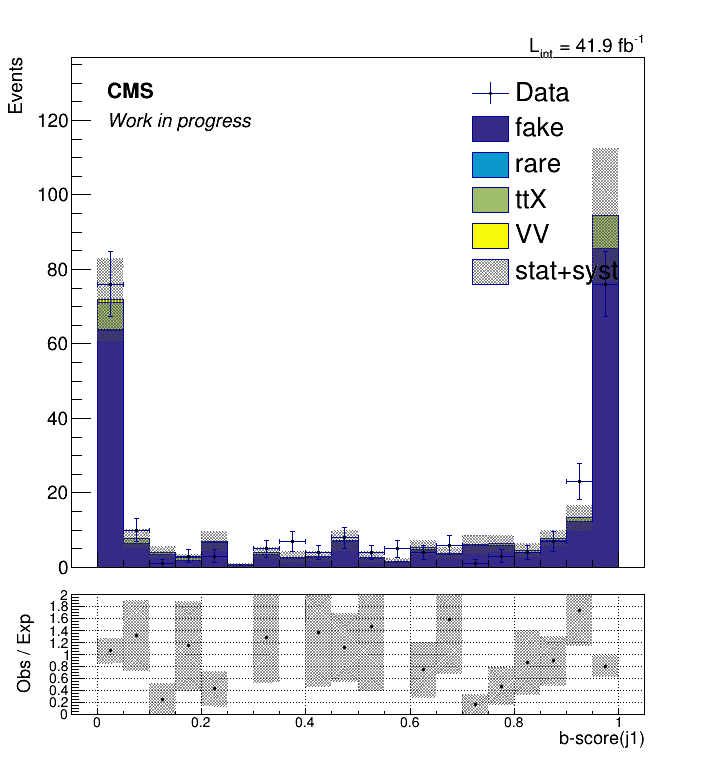 L_int = 41.9 fb^-1
Events
CMS
Work in progress
Data
fake
rare
ttX
VV
stat+syst
120
100
80
60
40
20
0
Obs / Exp
2
1.8
1.6
1.4
1.2
1
0.8
0.6
0.4
0.2
0
0 0.2 0.4 0.6 0.8 1
b-score(j1)